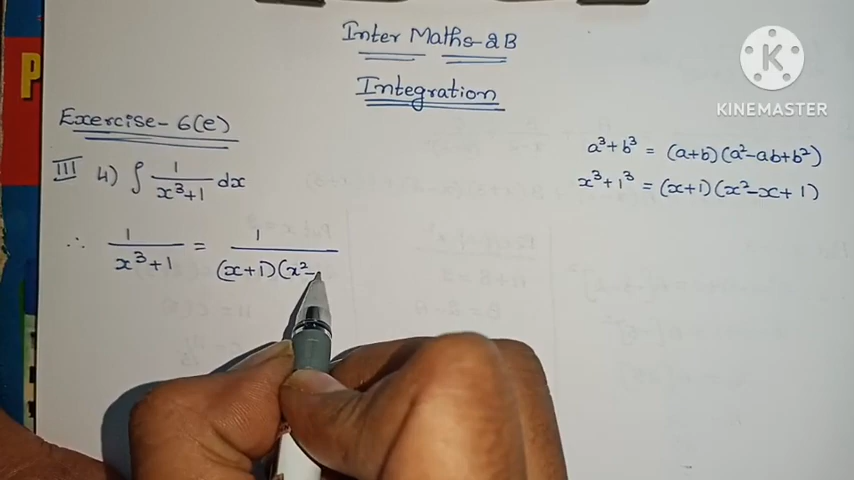 Inter Maths-2B
Integration
K
KINEMASTER
P
Exercise-6(e)
III 4) ∫ 1/(x³+1) dx
a³+b³ = (a+b)(a²-ab+b²)
x³+1³ = (x+1)(x²-x+1)
∴ 1/(x³+1) = 1/((x+1)(x²-